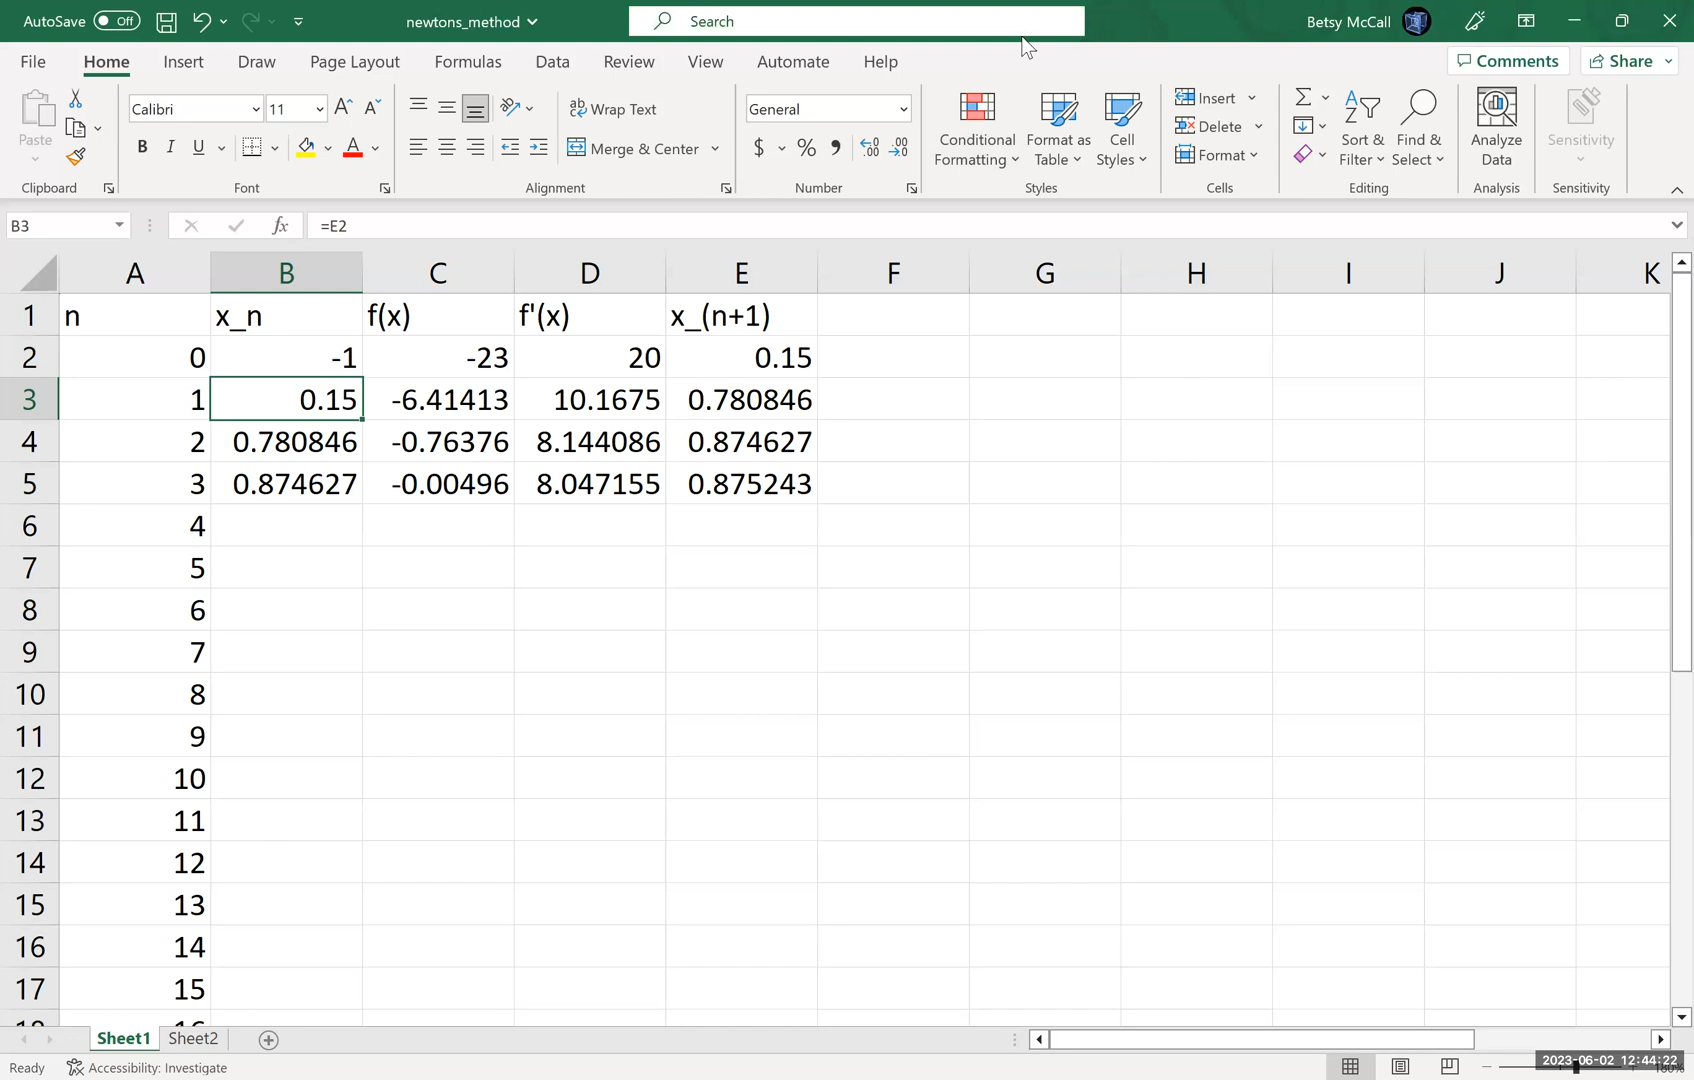 AutoSave Off newtons_method Search Betsy McCall
File Home Insert Draw Page Layout Formulas Data Review View Automate Help Comments Share
Paste Calibri 11 ab Wrap Text General Conditional Formatting Format as Table Cell Styles Insert Sort & Filter Find & Select Analyze Data Sensitivity
B I U A Merge & Center $ % Delete
Format
Clipboard Font Alignment Number Styles Cells Editing Analysis Sensitivity
B3 fx =E2
A B C D E F G H I J K
1 n x_n f(x) f'(x) x_(n+1)
2 0 -1 -23 20 0.15
3 1 0.15 -6.41413 10.1675 0.780846
4 2 0.780846 -0.76376 8.144086 0.874627
5 3 0.874627 -0.00496 8.047155 0.875243
6 4
7 5
8 6
9 7
10 8
11 9
12 10
13 11
14 12
15 13
16 14
17 15
Sheet1 Sheet2
Ready Accessibility: Investigate 2023-06-02 12:44:22